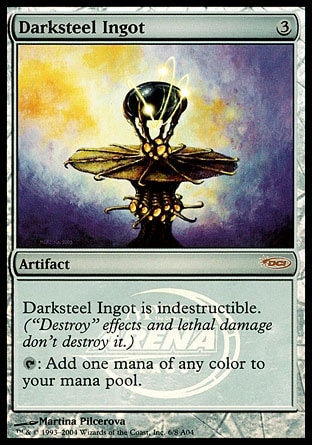 Darksteel Ingot 3
Artifact
DCI
Darksteel Ingot is indestructible.
(“Destroy” effects and lethal damage
don’t destroy it.)
ARENA
: Add one mana of any color to
your mana pool.
Martina Pilcerova
™ & © 1993–2004 Wizards of the Coast, Inc. 6/8 A04